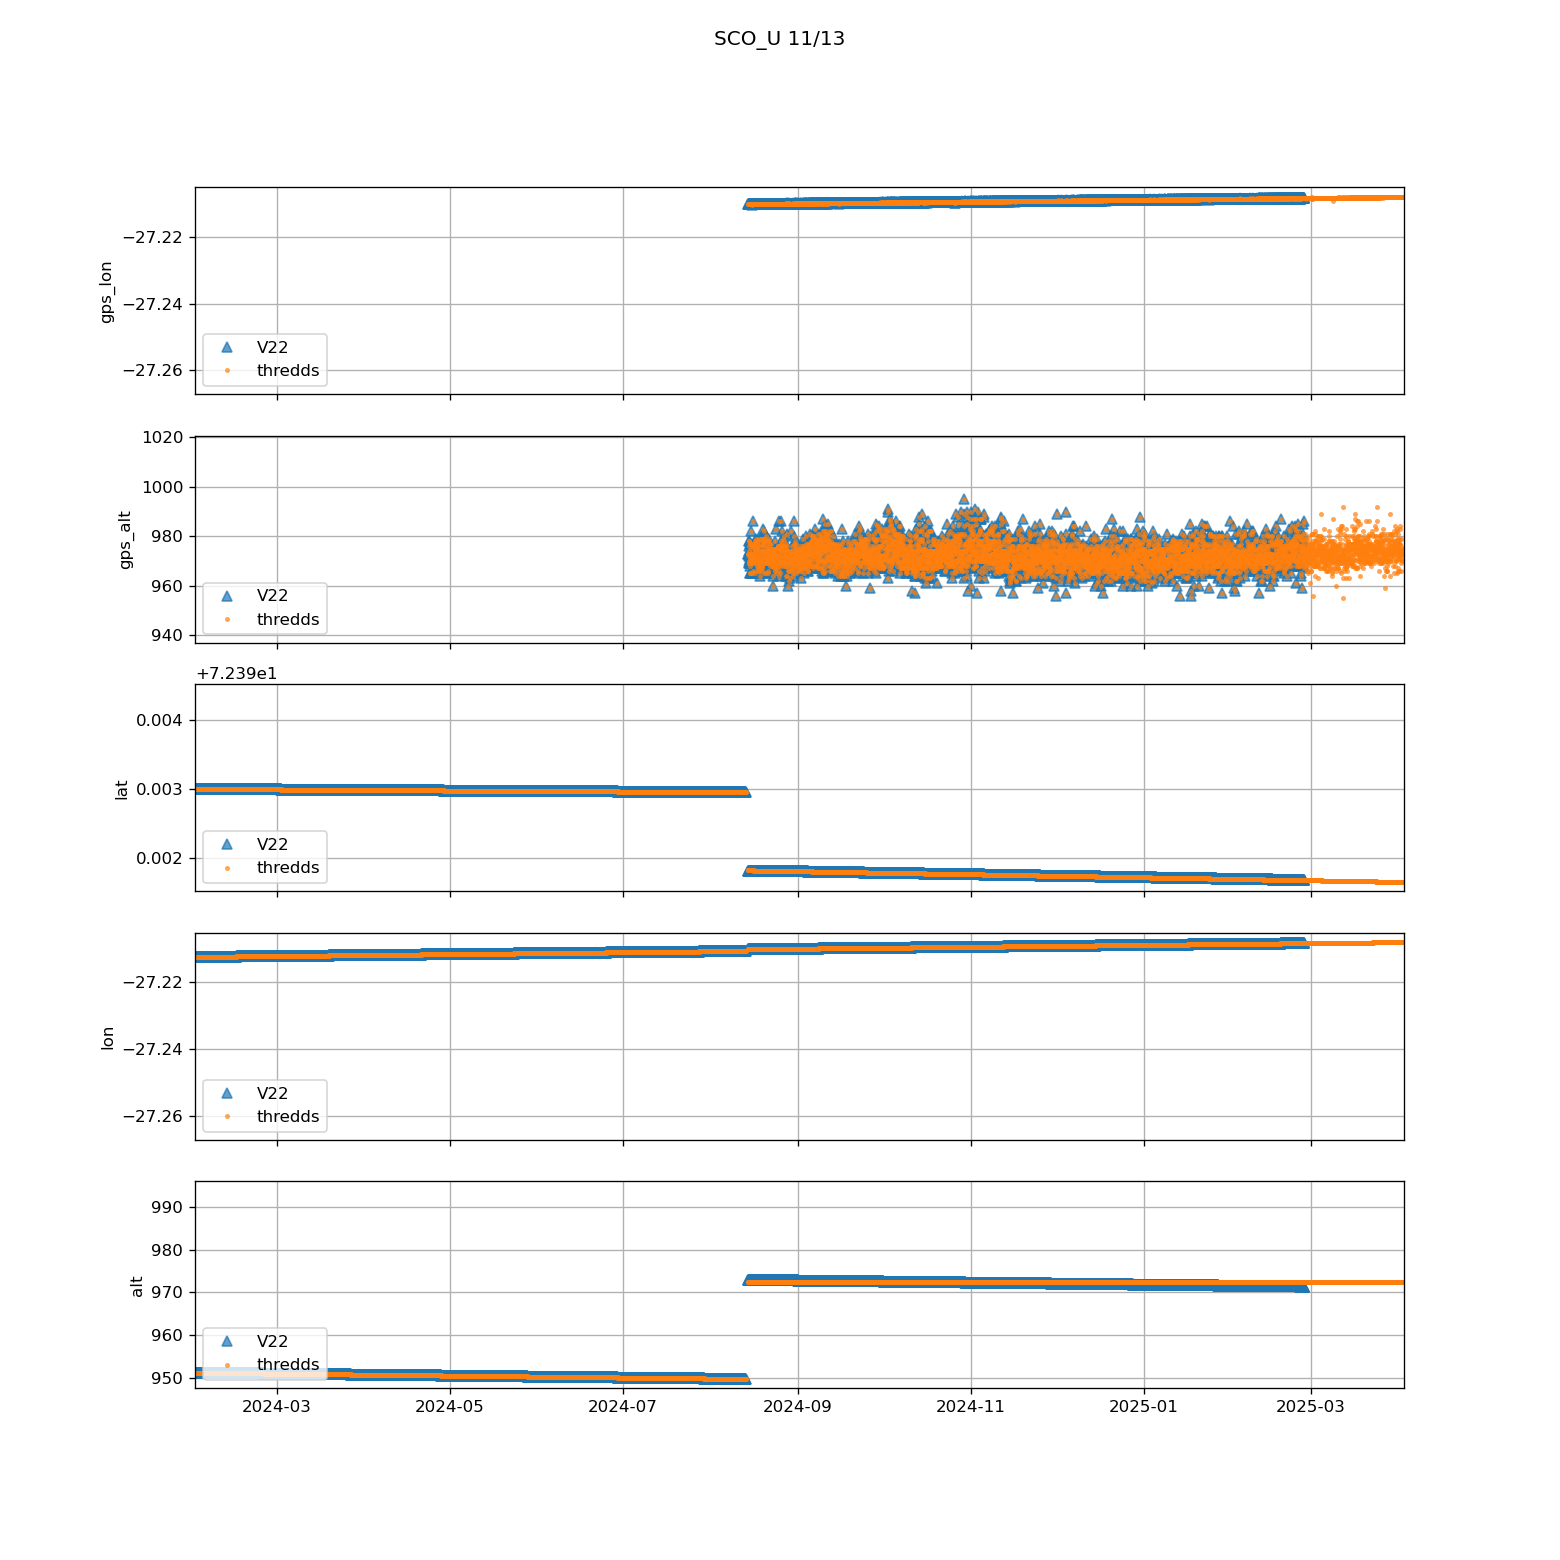 SCO_U 11/13
gps_lon
−27.22
−27.24
−27.26
V22
thredds
gps_alt
1020
1000
980
960
940
V22
thredds
+7.239e1
lat
0.004
0.003
0.002
V22
thredds
lon
−27.22
−27.24
−27.26
V22
thredds
alt
990
980
970
960
950
V22
thredds
2024-03 2024-05 2024-07 2024-09 2024-11 2025-01 2025-03